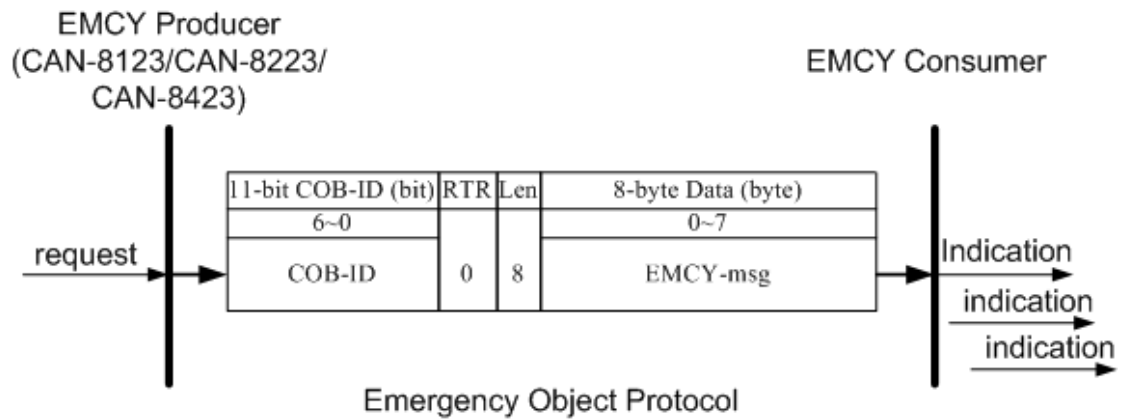 EMCY Producer
(CAN-8123/CAN-8223/
CAN-8423)
EMCY Consumer
11-bit COB-ID (bit) RTR Len 8-byte Data (byte)
6~0 0~7
request
COB-ID 0 8 EMCY-msg
Indication
indication
indication
Emergency Object Protocol